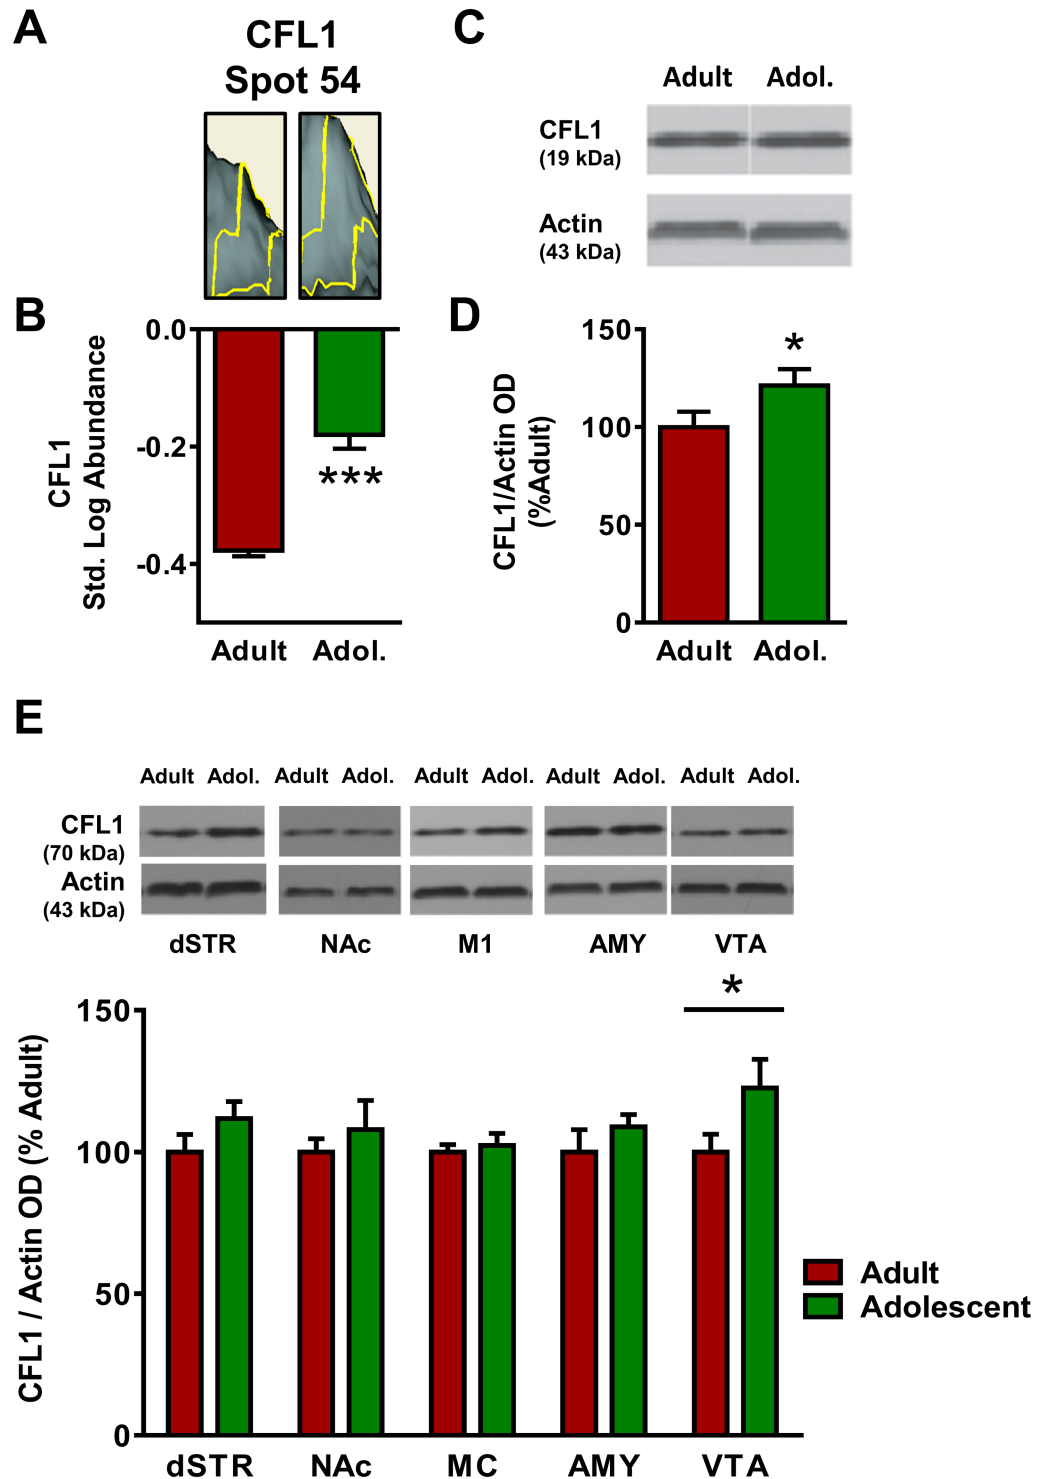 A
CFL1
Spot 54
B
0.0
-0.2
-0.4
CFL1
Std. Log Abundance
***
Adult Adol.
C
Adult Adol.
CFL1
(19 kDa)
Actin
(43 kDa)
D
150
100
50
0
CFL1/Actin OD
(%Adult)
*
Adult Adol.
E
Adult Adol. Adult Adol. Adult Adol. Adult Adol. Adult Adol.
CFL1
(70 kDa)
Actin
(43 kDa)
dSTR NAc M1 AMY VTA
*
150
100
50
0
CFL1 / Actin OD (% Adult)
Adult
Adolescent
dSTR NAc MC AMY VTA